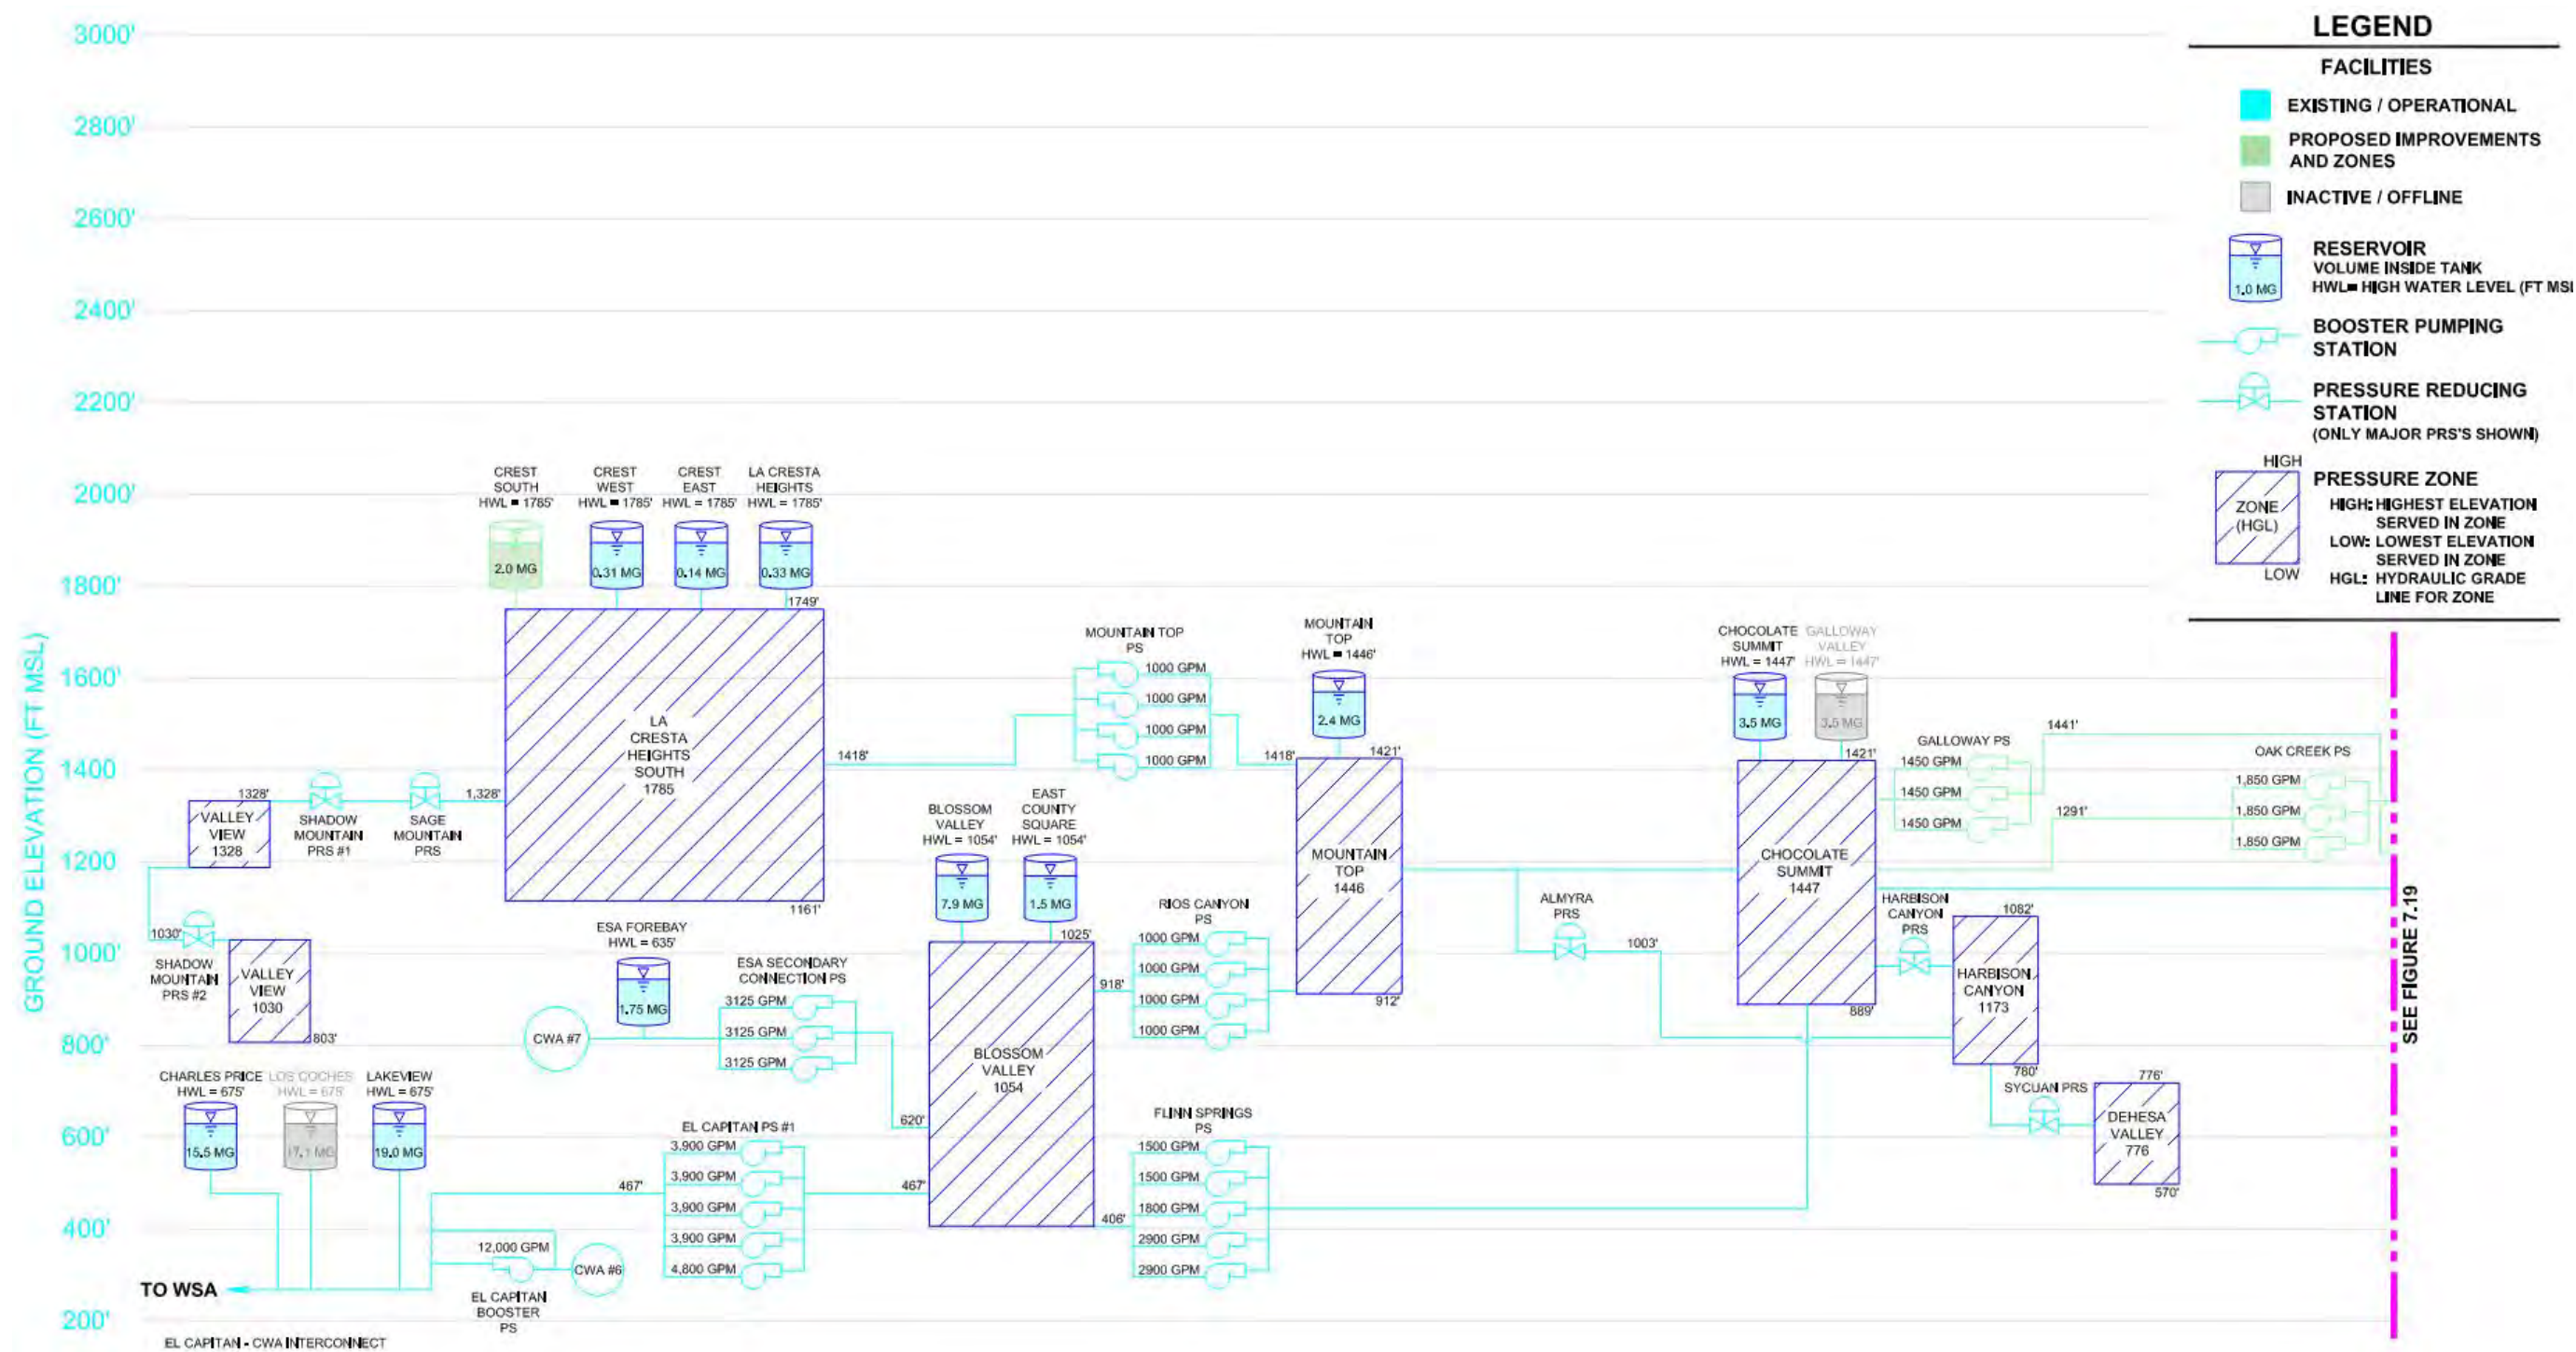 LEGEND
FACILITIES
EXISTING / OPERATIONAL
PROPOSED IMPROVEMENTS
AND ZONES
INACTIVE / OFFLINE
RESERVOIR
VOLUME INSIDE TANK
HWL= HIGH WATER LEVEL (FT MSL
1.0 MG
BOOSTER PUMPING
STATION
PRESSURE REDUCING
STATION
(ONLY MAJOR PRS'S SHOWN)
HIGH
ZONE
(HGL)
LOW
PRESSURE ZONE
HIGH: HIGHEST ELEVATION
SERVED IN ZONE
LOW: LOWEST ELEVATION
SERVED IN ZONE
HGL: HYDRAULIC GRADE
LINE FOR ZONE
GROUND ELEVATION (FT MSL)
3000'
2800'
2600'
2400'
2200'
2000'
1800'
1600'
1400
1200
1000'
800'
600'
400'
200'
CREST
SOUTH
HWL = 1785'
2.0 MG
CREST
WEST
HWL = 1785'
0.31 MG
CREST
EAST
HWL = 1785'
0.14 MG
LA CRESTA
HEIGHTS
HWL = 1785'
0.33 MG
1749'
LA
CRESTA
HEIGHTS
SOUTH
1785
1161'
1328'
VALLEY
VIEW
1328
SHADOW
MOUNTAIN
PRS #1
SAGE
MOUNTAIN
PRS
1,328'
1030'
SHADOW
MOUNTAIN
PRS #2
VALLEY
VIEW
1030
803'
1418'
MOUNTAIN TOP
PS
1000 GPM
1000 GPM
1000 GPM
1000 GPM
1418'
MOUNTAIN
TOP
HWL = 1446'
2.4 MG
1421'
MOUNTAIN
TOP
1446
912'
BLOSSOM
VALLEY
HWL = 1054'
7.9 MG
EAST
COUNTY
SQUARE
HWL = 1054'
1.5 MG
1025'
BLOSSOM
VALLEY
1054
ESA FOREBAY
HWL = 635'
1.75 MG
CWA #7
ESA SECONDARY
CONNECTION PS
3125 GPM
3125 GPM
3125 GPM
620'
918'
RIOS CANYON
PS
1000 GPM
1000 GPM
1000 GPM
1000 GPM
CHARLES PRICE
HWL = 675'
15.5 MG
LOS COCHES
HWL = 675'
17.1 MG
LAKEVIEW
HWL = 675'
19.0 MG
467'
EL CAPITAN PS #1
3,900 GPM
3,900 GPM
3,900 GPM
3,900 GPM
4,800 GPM
467'
406'
FLINN SPRINGS
PS
1500 GPM
1500 GPM
1800 GPM
2900 GPM
2900 GPM
12,000 GPM
CWA #6
EL CAPITAN
BOOSTER
PS
TO WSA
EL CAPITAN - CWA INTERCONNECT
ALMYRA
PRS
1003'
CHOCOLATE
SUMMIT
HWL = 1447'
3.5 MG
GALLOWAY
VALLEY
HWL = 1447'
3.5 MG
1421'
CHOCOLATE
SUMMIT
1447
889'
GALLOWAY PS
1450 GPM
1450 GPM
1450 GPM
1441'
1291'
OAK CREEK PS
1,850 GPM
1,850 GPM
1,850 GPM
HARBISON
CANYON
PRS
1082'
HARBISON
CANYON
1173
780'
SYCUAN PRS
776'
DEHESA
VALLEY
776
570'
SEE FIGURE 7.19